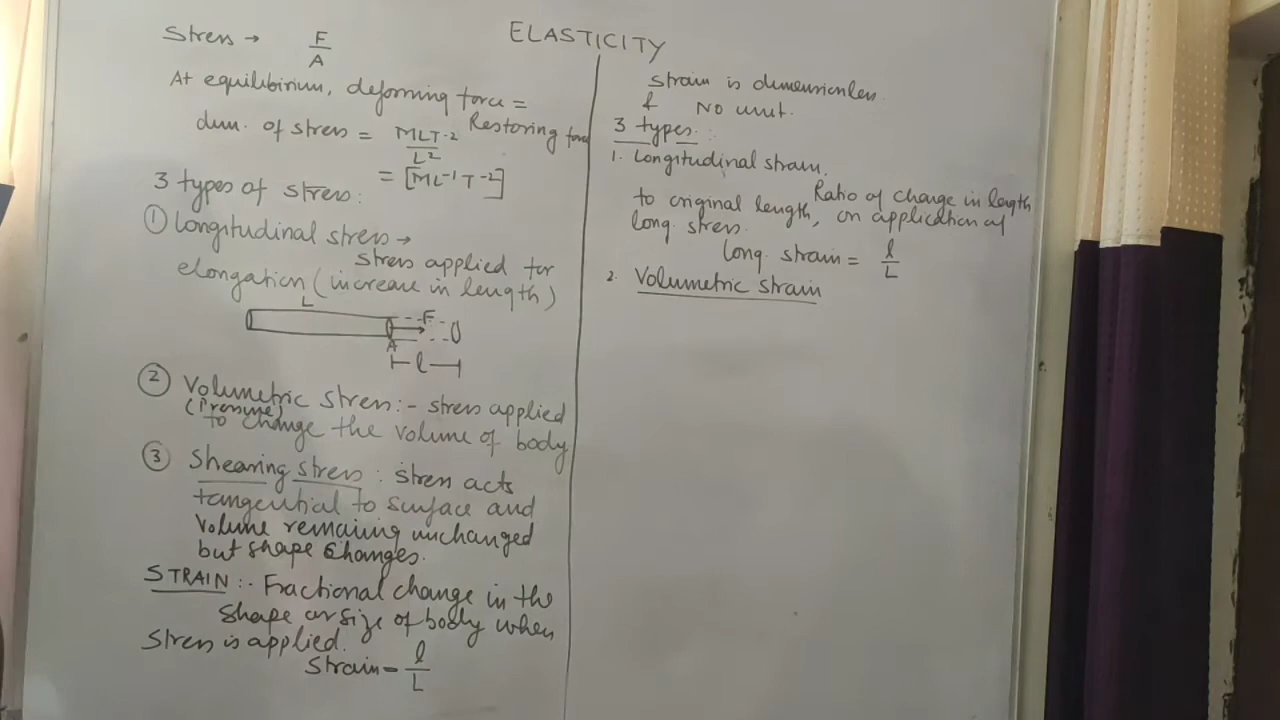 ELASTICITY
Stress → F/A
At equilibirium, deforming force =
Restoring force
dim. of stress = MLT-2/L²
= [ML⁻¹T⁻²]
3 types of stress:
① Longitudinal stress →
stress applied for
elongation (increase in length)
L
F
A
l
② Volumetric stress:- stress applied
(Pressure)
to change the volume of body
③ Shearing stress: stress acts
tangential to surface and
volume remaining unchanged
but shape changes.
STRAIN:- Fractional change in the
shape or size of body when
stress is applied.
Strain = l/L
Strain is dimensionless
& No unit.
3 types:
1. Longitudinal strain.
Ratio of change in length
to original length, on application of
long. stress.
long. strain = l/L
2. Volumetric strain